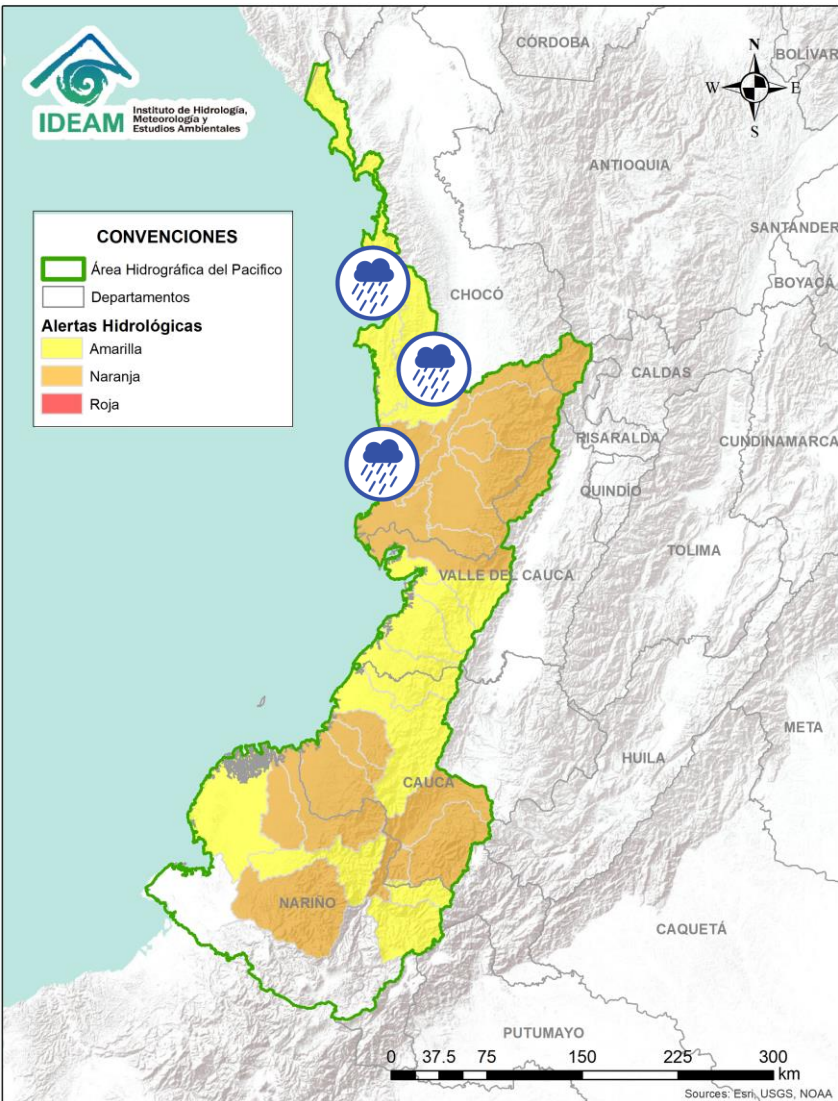 IDEAM
Instituto de Hidrología,
Meteorología y
Estudios Ambientales
N
W E
S
CÓRDOBA
BOLÍVAR
ANTIOQUIA
SANTANDER
BOYACÁ
CHOCÓ
CALDAS
RISARALDA
CUNDINAMARCA
QUINDÍO
TOLIMA
VALLE DEL CAUCA
META
HUILA
CAUCA
NARIÑO
CAQUETÁ
PUTUMAYO
CONVENCIONES
Área Hidrográfica del Pacifico
Departamentos
Alertas Hidrológicas
Amarilla
Naranja
Roja
0 37.5 75 150 225 300
km
Sources: Esri, USGS, NOAA